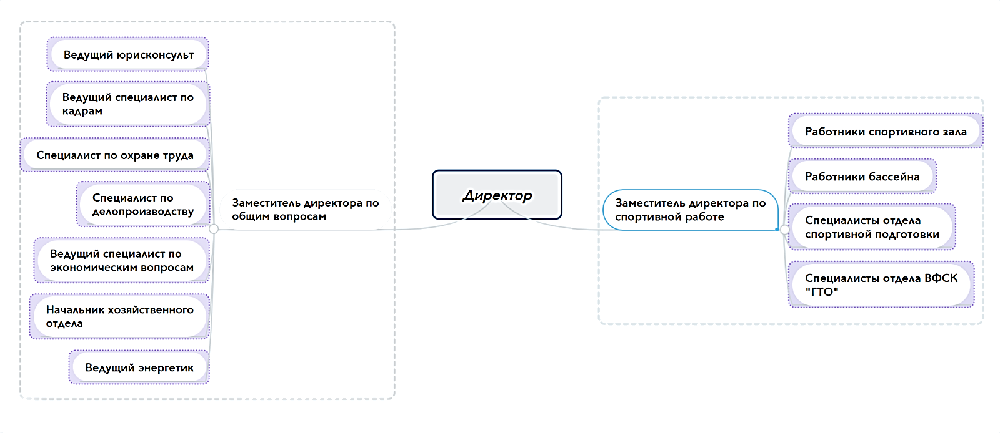 Ведущий юрисконсульт
Ведущий специалист по
кадрам
Специалист по охране труда
Специалист по
делопроизводству
Ведущий специалист по
экономическим вопросам
Начальник хозяйственного
отдела
Ведущий энергетик
Заместитель директора по
общим вопросам
Директор
Заместитель директора по
спортивной работе
Работники спортивного зала
Работники бассейна
Специалисты отдела
спортивной подготовки
Специалисты отдела ВФСК
"ГТО"